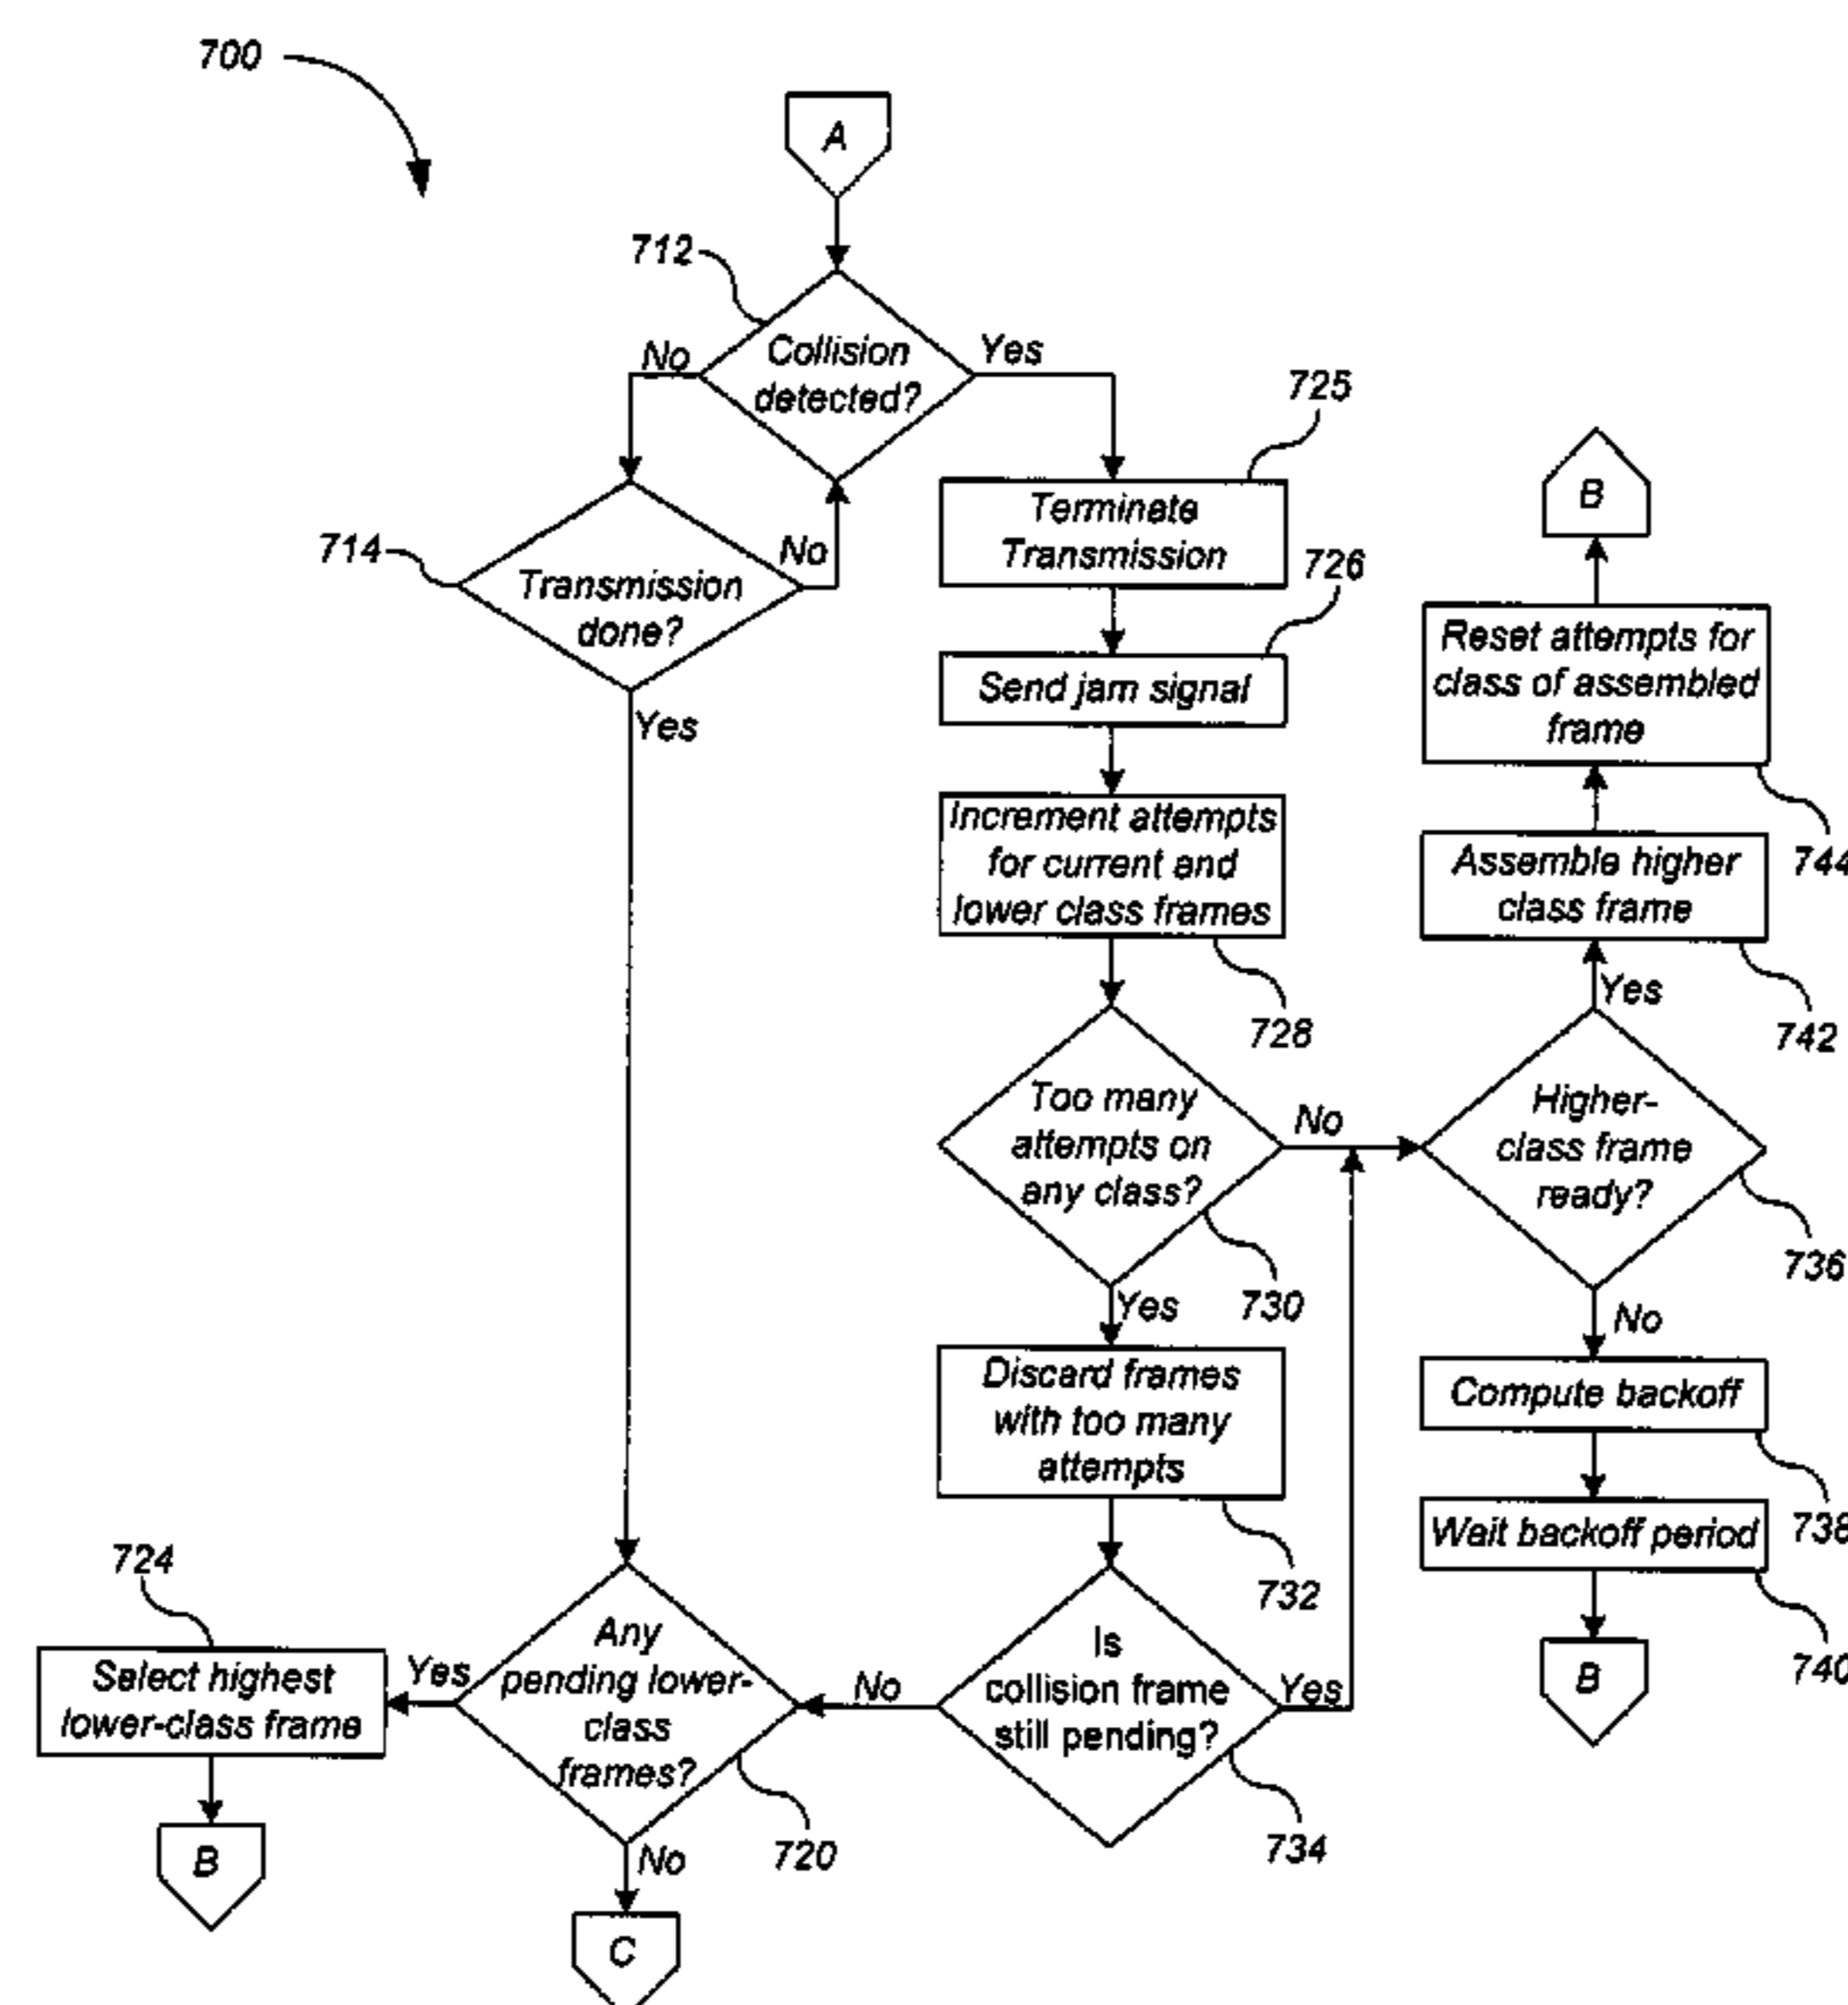 700
A
712
No
Collision
detected?
Yes
725
714
Transmission
done?
No
Yes
Terminate
Transmission
726
Send jam signal
Increment attempts
for current and
lower class frames
728
Too many
attempts on
any class?
No
730
Yes
Discard frames
with too many
attempts
732
Is
collision frame
still pending?
Yes
No
734
Any
pending lower-
class
frames?
720
Yes
No
724
Select highest
lower-class frame
B
C
B
Reset attempts for
class of assembled
frame
744
Assemble higher
class frame
742
Yes
Higher-
class frame
ready?
736
No
Compute backoff
738
Wait backoff period
740
B